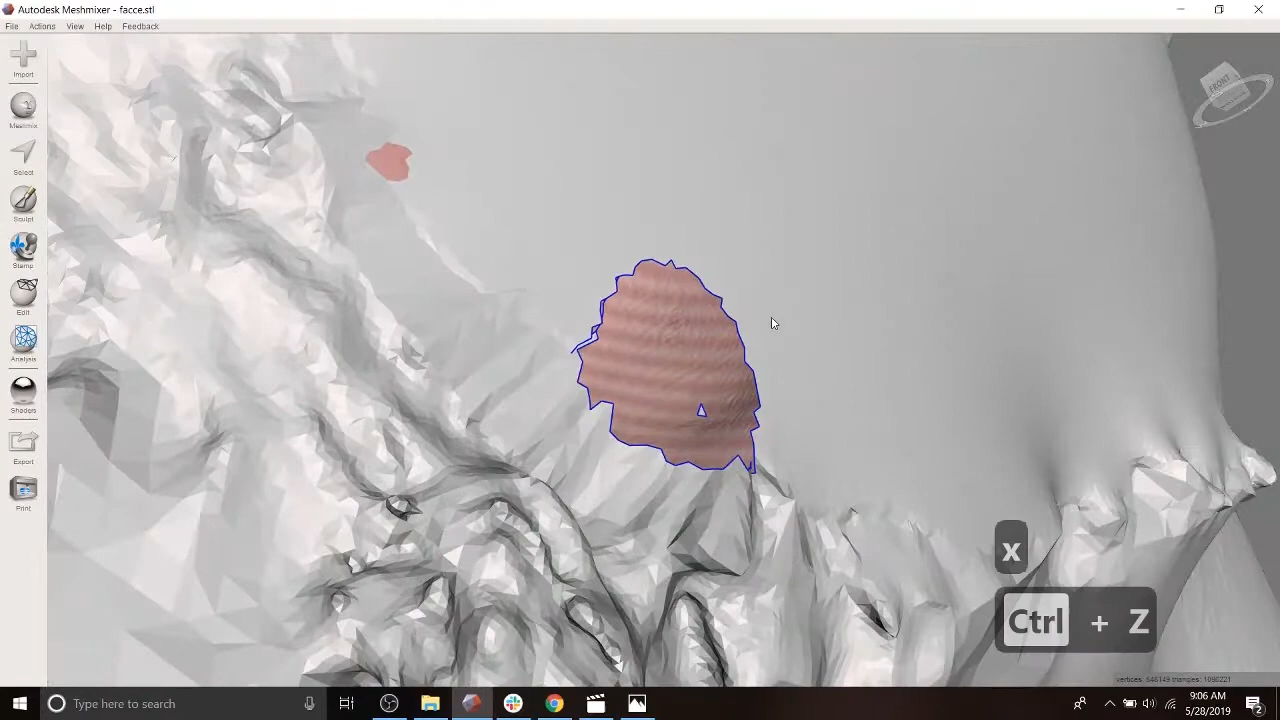 Autodesk Meshmixer - facce.stl
File Actions View Help Feedback
Import
Meshmix
Select
Sculpt
Stamp
Edit
Analysis
Shaders
Export
Print
FRONT
x
Ctrl + Z
Type here to search
9:06 AM
5/28/2019
2